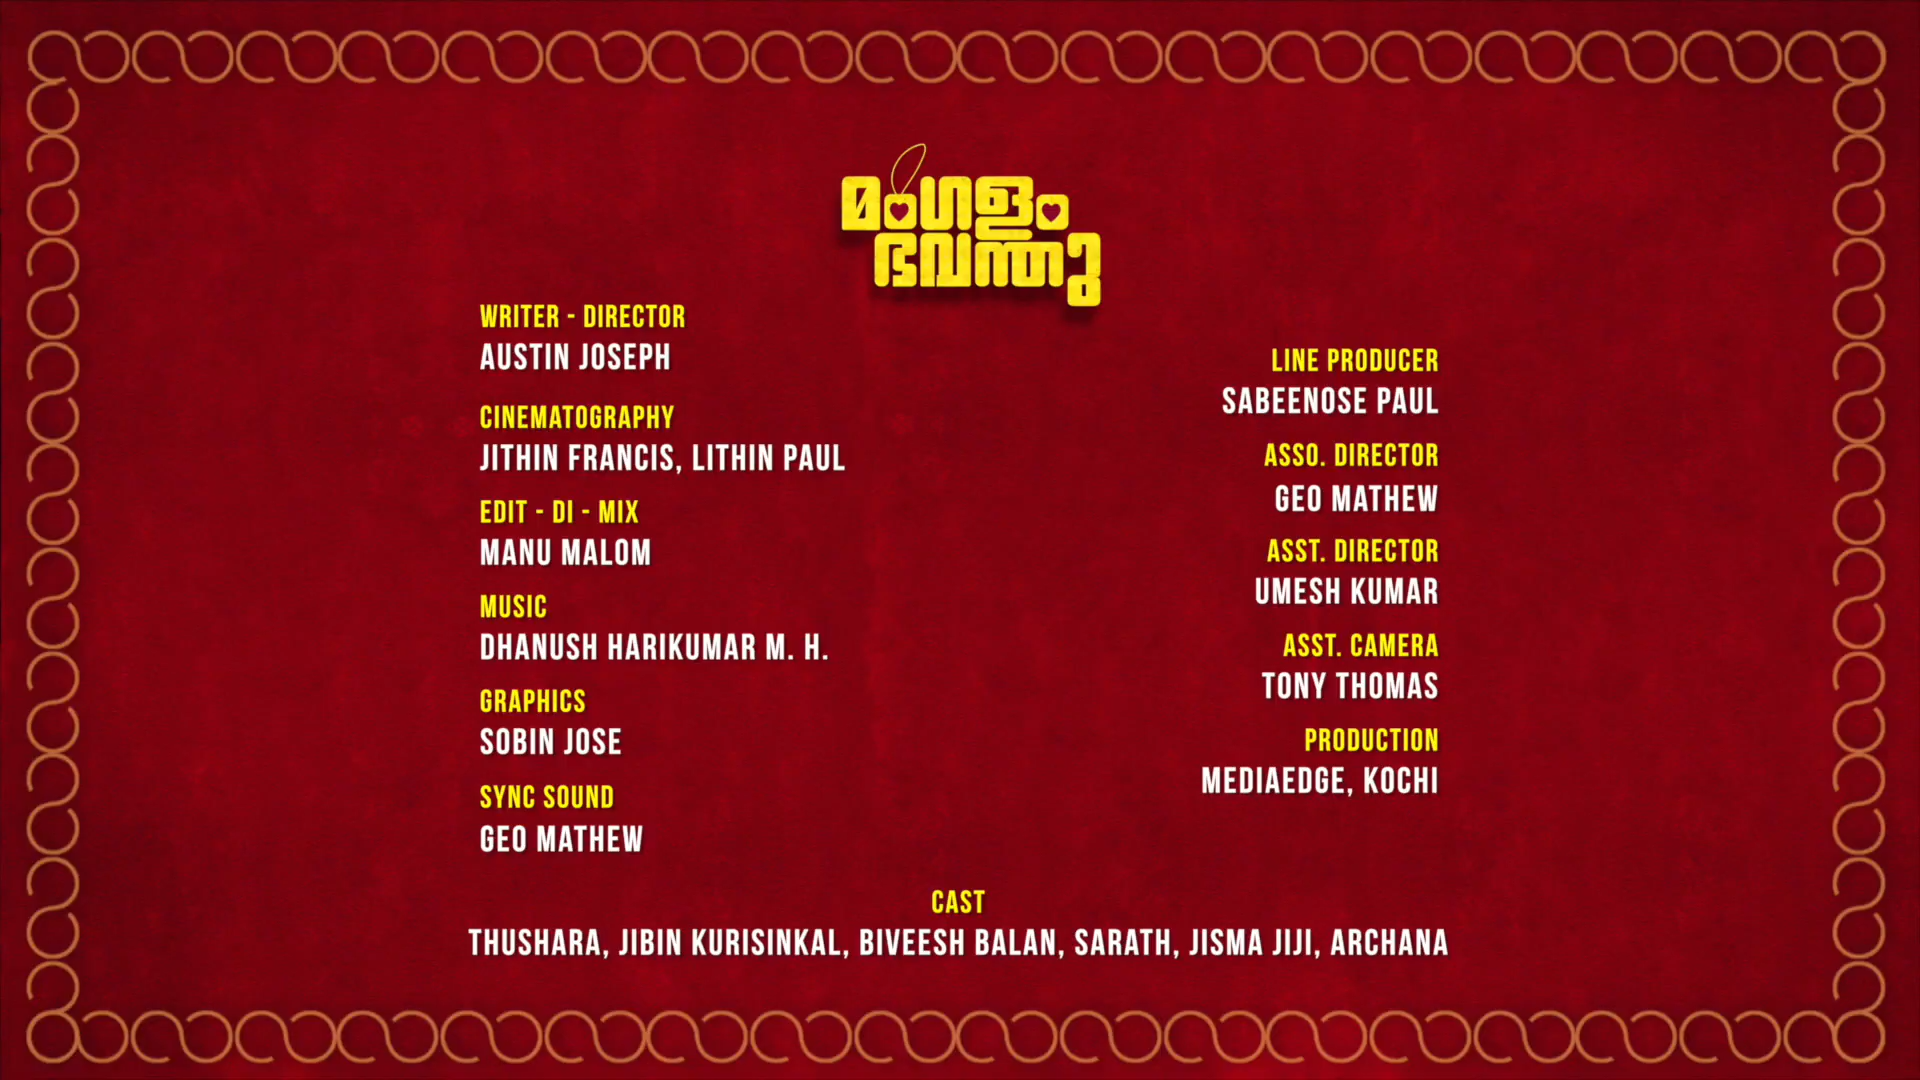 മംഗളം
ഭവന്തു
WRITER - DIRECTOR
AUSTIN JOSEPH
CINEMATOGRAPHY
JITHIN FRANCIS, LITHIN PAUL
EDIT - DI - MIX
MANU MALOM
MUSIC
DHANUSH HARIKUMAR M. H.
GRAPHICS
SOBIN JOSE
SYNC SOUND
GEO MATHEW
LINE PRODUCER
SABEENOSE PAUL
ASSO. DIRECTOR
GEO MATHEW
ASST. DIRECTOR
UMESH KUMAR
ASST. CAMERA
TONY THOMAS
PRODUCTION
MEDIAEDGE, KOCHI
CAST
THUSHARA, JIBIN KURISINKAL, BIVEESH BALAN, SARATH, JISMA JIJI, ARCHANA